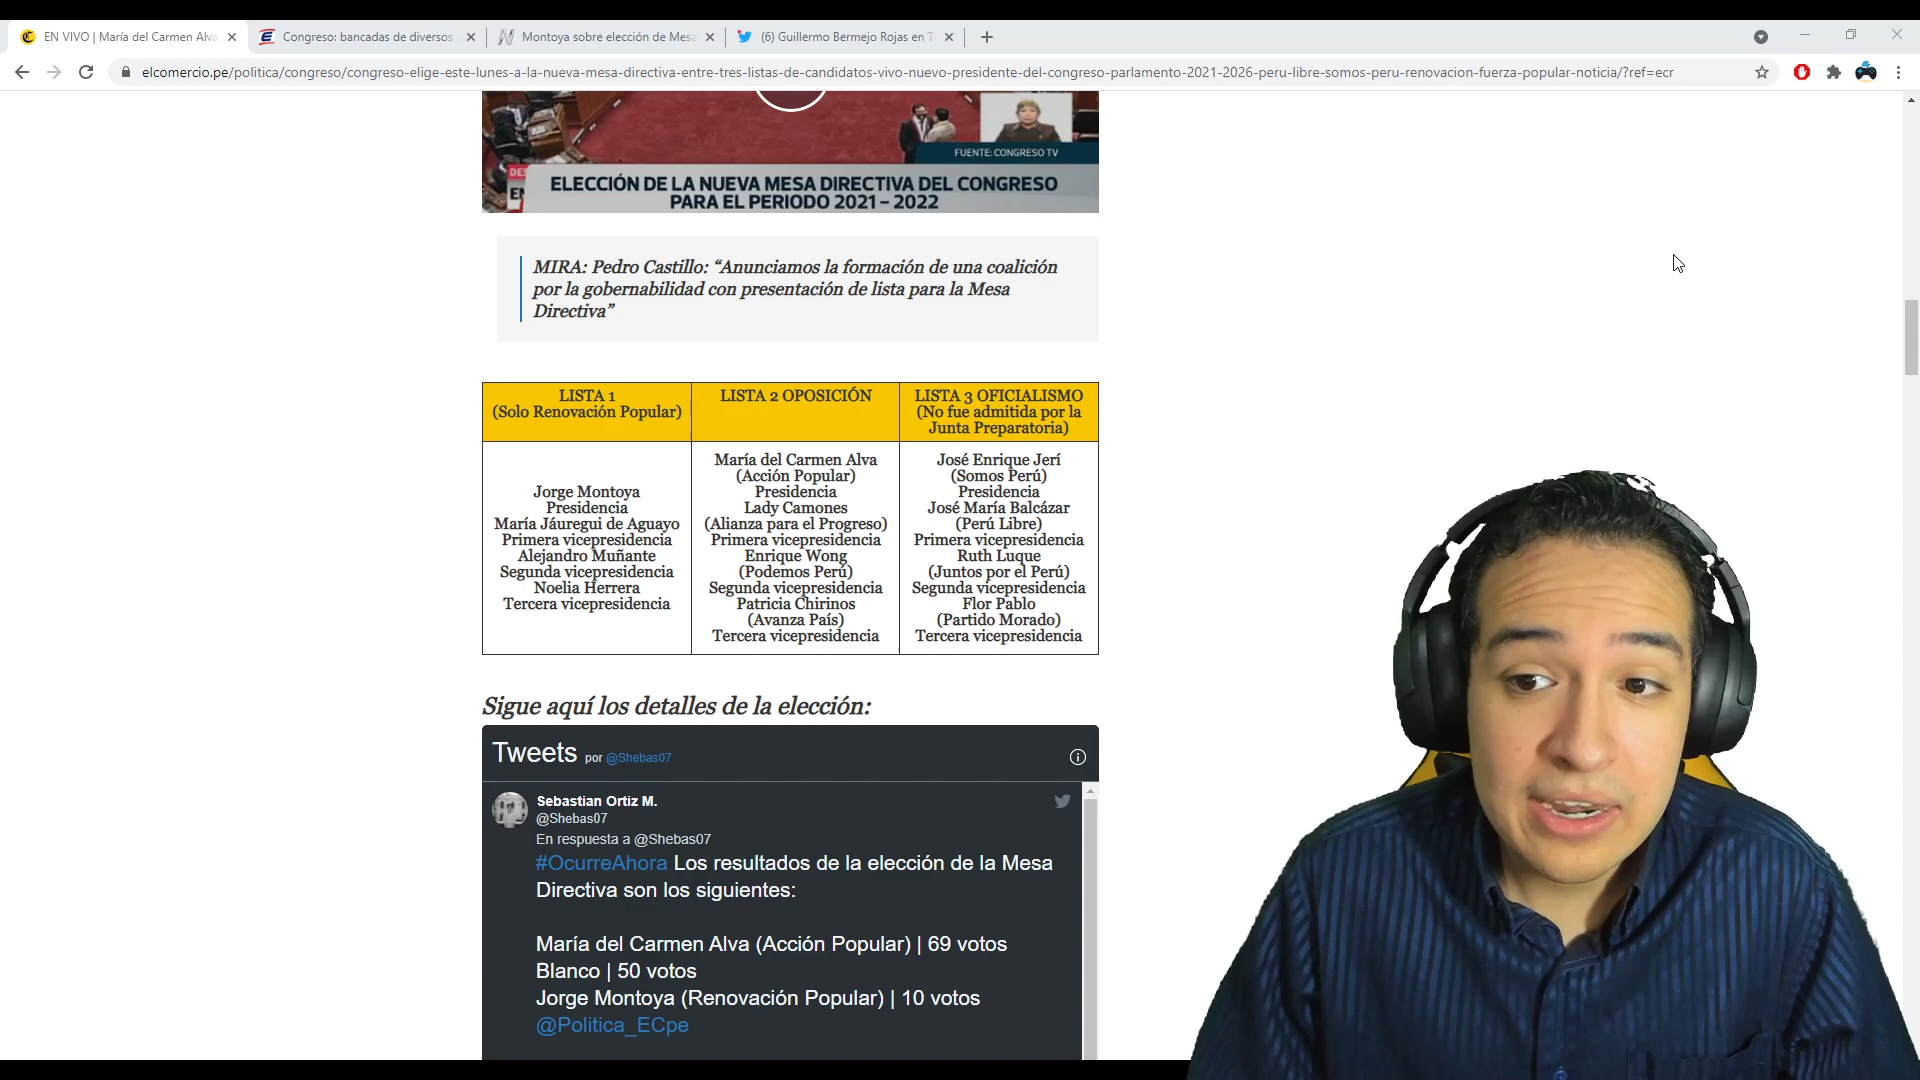 EN VIVO | María del Carmen Alva
Congreso: bancadas de diversos
Montoya sobre elección de Mesa
(6) Guillermo Bermejo Rojas en T
elcomercio.pe/politica/congreso/congreso-elige-este-lunes-a-la-nueva-mesa-directiva-entre-tres-listas-de-candidatos-vivo-nuevo-presidente-del-congreso-parlamento-2021-2026-peru-libre-somos-peru-renovacion-fuerza-popular-noticia/?ref=ecr
FUENTE: CONGRESO TV
DES
EN
ELECCIÓN DE LA NUEVA MESA DIRECTIVA DEL CONGRESO
PARA EL PERIODO 2021 – 2022
MIRA: Pedro Castillo: “Anunciamos la formación de una coalición
por la gobernabilidad con presentación de lista para la Mesa
Directiva”
LISTA 1
(Solo Renovación Popular)
LISTA 2 OPOSICIÓN
LISTA 3 OFICIALISMO
(No fue admitida por la
Junta Preparatoria)
Jorge Montoya
Presidencia
María Jáuregui de Aguayo
Primera vicepresidencia
Alejandro Muñante
Segunda vicepresidencia
Noelia Herrera
Tercera vicepresidencia
María del Carmen Alva
(Acción Popular)
Presidencia
Lady Camones
(Alianza para el Progreso)
Primera vicepresidencia
Enrique Wong
(Podemos Perú)
Segunda vicepresidencia
Patricia Chirinos
(Avanza País)
Tercera vicepresidencia
José Enrique Jerí
(Somos Perú)
Presidencia
José María Balcázar
(Perú Libre)
Primera vicepresidencia
Ruth Luque
(Juntos por el Perú)
Segunda vicepresidencia
Flor Pablo
(Partido Morado)
Tercera vicepresidencia
Sigue aquí los detalles de la elección:
Tweets por @Shebas07
Sebastian Ortiz M.
@Shebas07
En respuesta a @Shebas07
#OcurreAhora Los resultados de la elección de la Mesa
Directiva son los siguientes:
María del Carmen Alva (Acción Popular) | 69 votos
Blanco | 50 votos
Jorge Montoya (Renovación Popular) | 10 votos
@Politica_ECpe